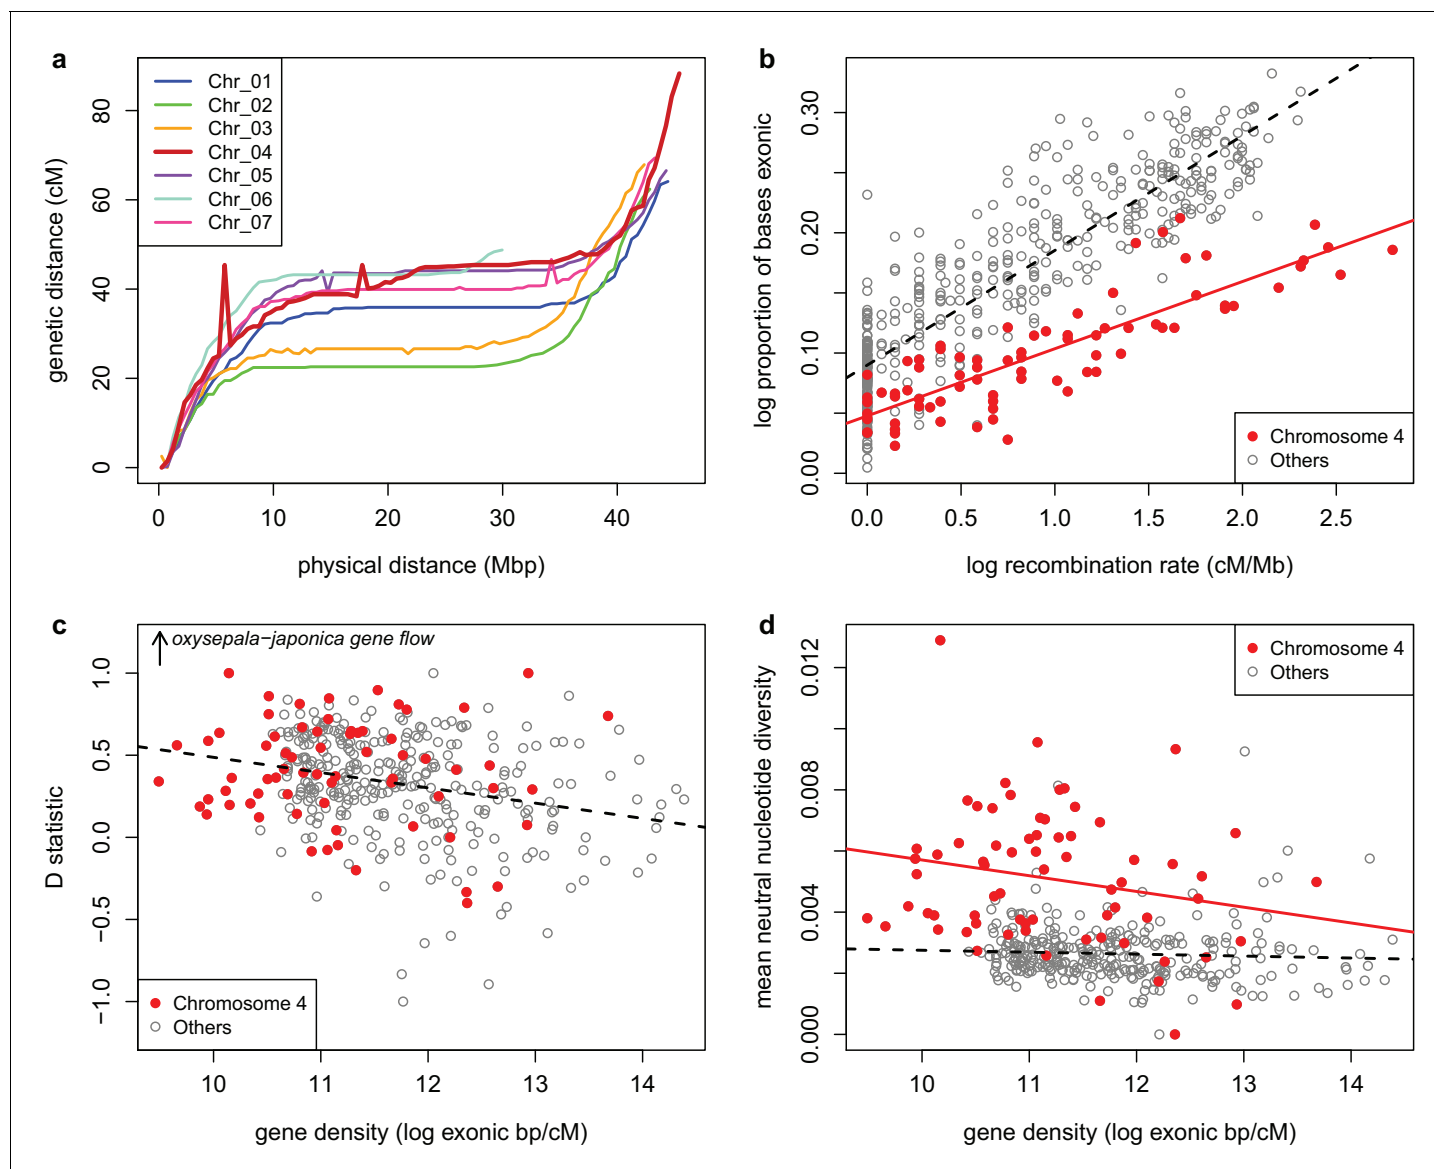 a
Chr_01
Chr_02
Chr_03
Chr_04
Chr_05
Chr_06
Chr_07
genetic distance (cM)
80
60
40
20
0
0 10 20 30 40
physical distance (Mbp)
b
log proportion of bases exonic
0.30
0.20
0.10
0.00
Chromosome 4
Others
0.0 0.5 1.0 1.5 2.0 2.5
log recombination rate (cM/Mb)
c
oxysepala−japonica gene flow
D statistic
1.0
0.5
0.0
−0.5
−1.0
Chromosome 4
Others
10 11 12 13 14
gene density (log exonic bp/cM)
d
Chromosome 4
Others
mean neutral nucleotide diversity
0.012
0.008
0.004
0.000
10 11 12 13 14
gene density (log exonic bp/cM)